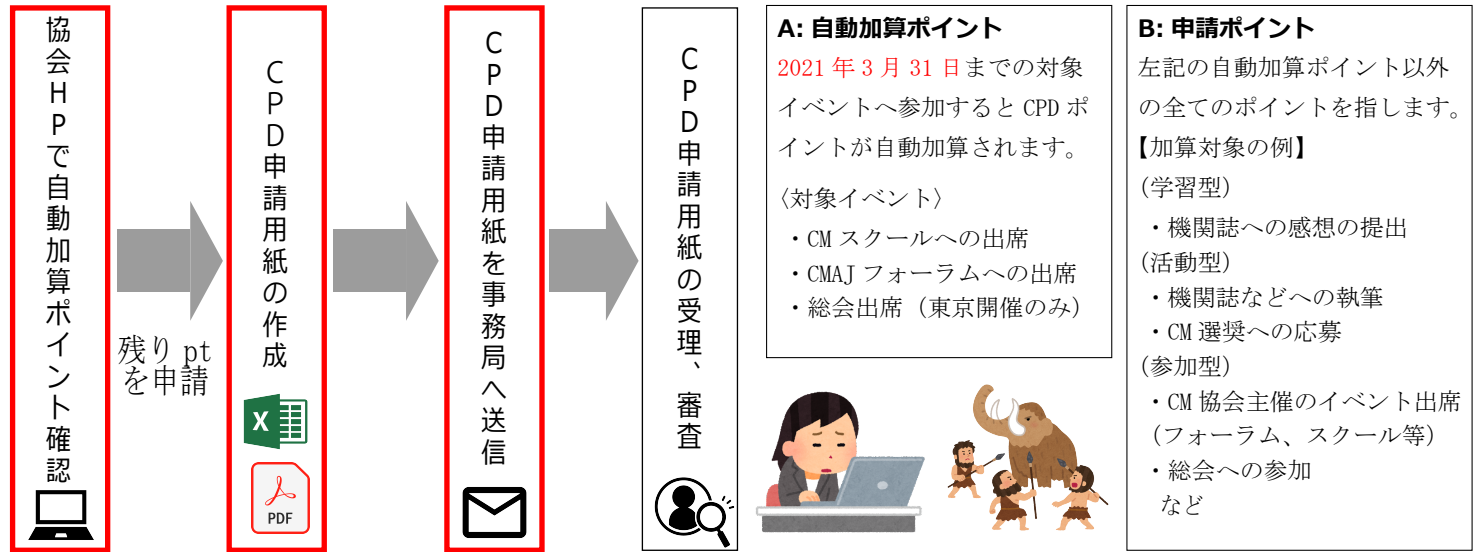 協会HPで自動加算ポイント確認
残り pt
を申請
CPD申請用紙の作成
X
PDF
CPD申請用紙を事務局へ送信
CPD申請用紙の受理、審査
A: 自動加算ポイント
2021 年 3 月 31 日までの対象
イベントへ参加すると CPD ポ
イントが自動加算されます。
〈対象イベント〉
・CM スクールへの出席
・CMAJ フォーラムへの出席
・総会出席（東京開催のみ）
B: 申請ポイント
左記の自動加算ポイント以外
の全てのポイントを指します。
【加算対象の例】
（学習型）
・機関誌への感想の提出
（活動型）
・機関誌などへの執筆
・CM 選奨への応募
（参加型）
・CM 協会主催のイベント出席
（フォーラム、スクール等）
・総会への参加
など